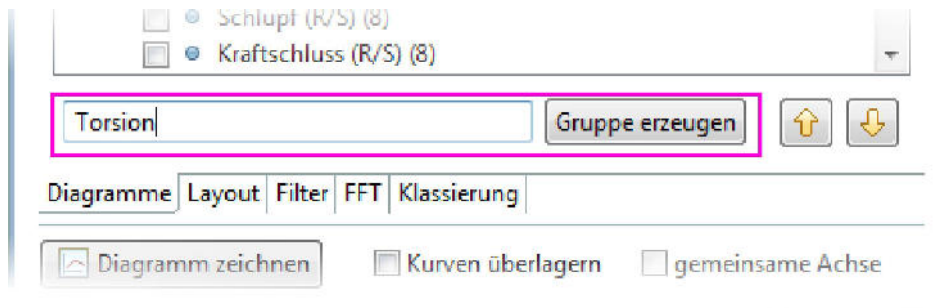 Schlupf (R/S) (8)
Kraftschluss (R/S) (8)
Torsion Gruppe erzeugen
Diagramme Layout Filter FFT Klassierung
Diagramm zeichnen Kurven überlagern gemeinsame Achse